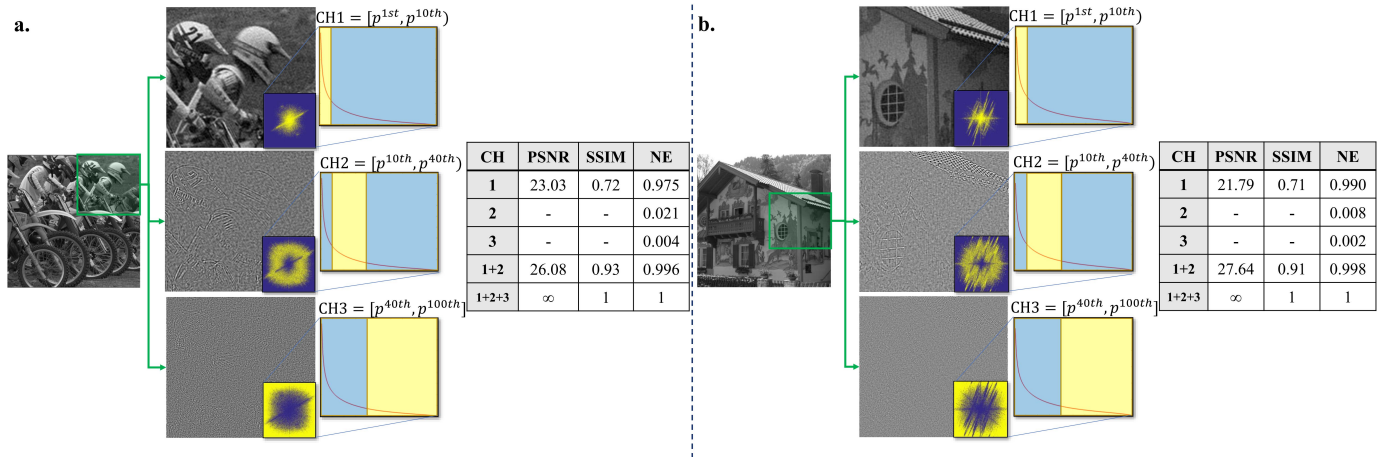 a.
CH1 = [p^{1st}, p^{10th})
CH2 = [p^{10th}, p^{40th})
CH3 = [p^{40th}, p^{100th}]
CH PSNR SSIM NE
1 23.03 0.72 0.975
2 - - 0.021
3 - - 0.004
1+2 26.08 0.93 0.996
1+2+3 ∞ 1 1
b.
CH1 = [p^{1st}, p^{10th})
CH2 = [p^{10th}, p^{40th})
CH3 = [p^{40th}, p^{100th}]
CH PSNR SSIM NE
1 21.79 0.71 0.990
2 - - 0.008
3 - - 0.002
1+2 27.64 0.91 0.998
1+2+3 ∞ 1 1